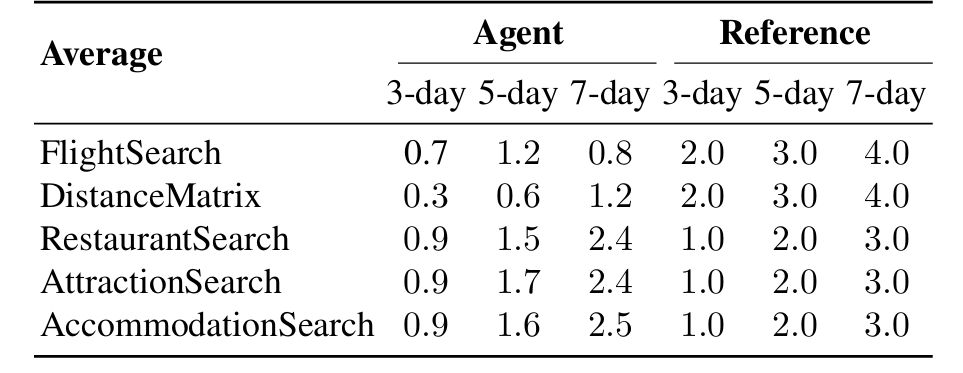 Average Agent Reference
3-day 5-day 7-day 3-day 5-day 7-day
FlightSearch 0.7 1.2 0.8 2.0 3.0 4.0
DistanceMatrix 0.3 0.6 1.2 2.0 3.0 4.0
RestaurantSearch 0.9 1.5 2.4 1.0 2.0 3.0
AttractionSearch 0.9 1.7 2.4 1.0 2.0 3.0
AccommodationSearch 0.9 1.6 2.5 1.0 2.0 3.0